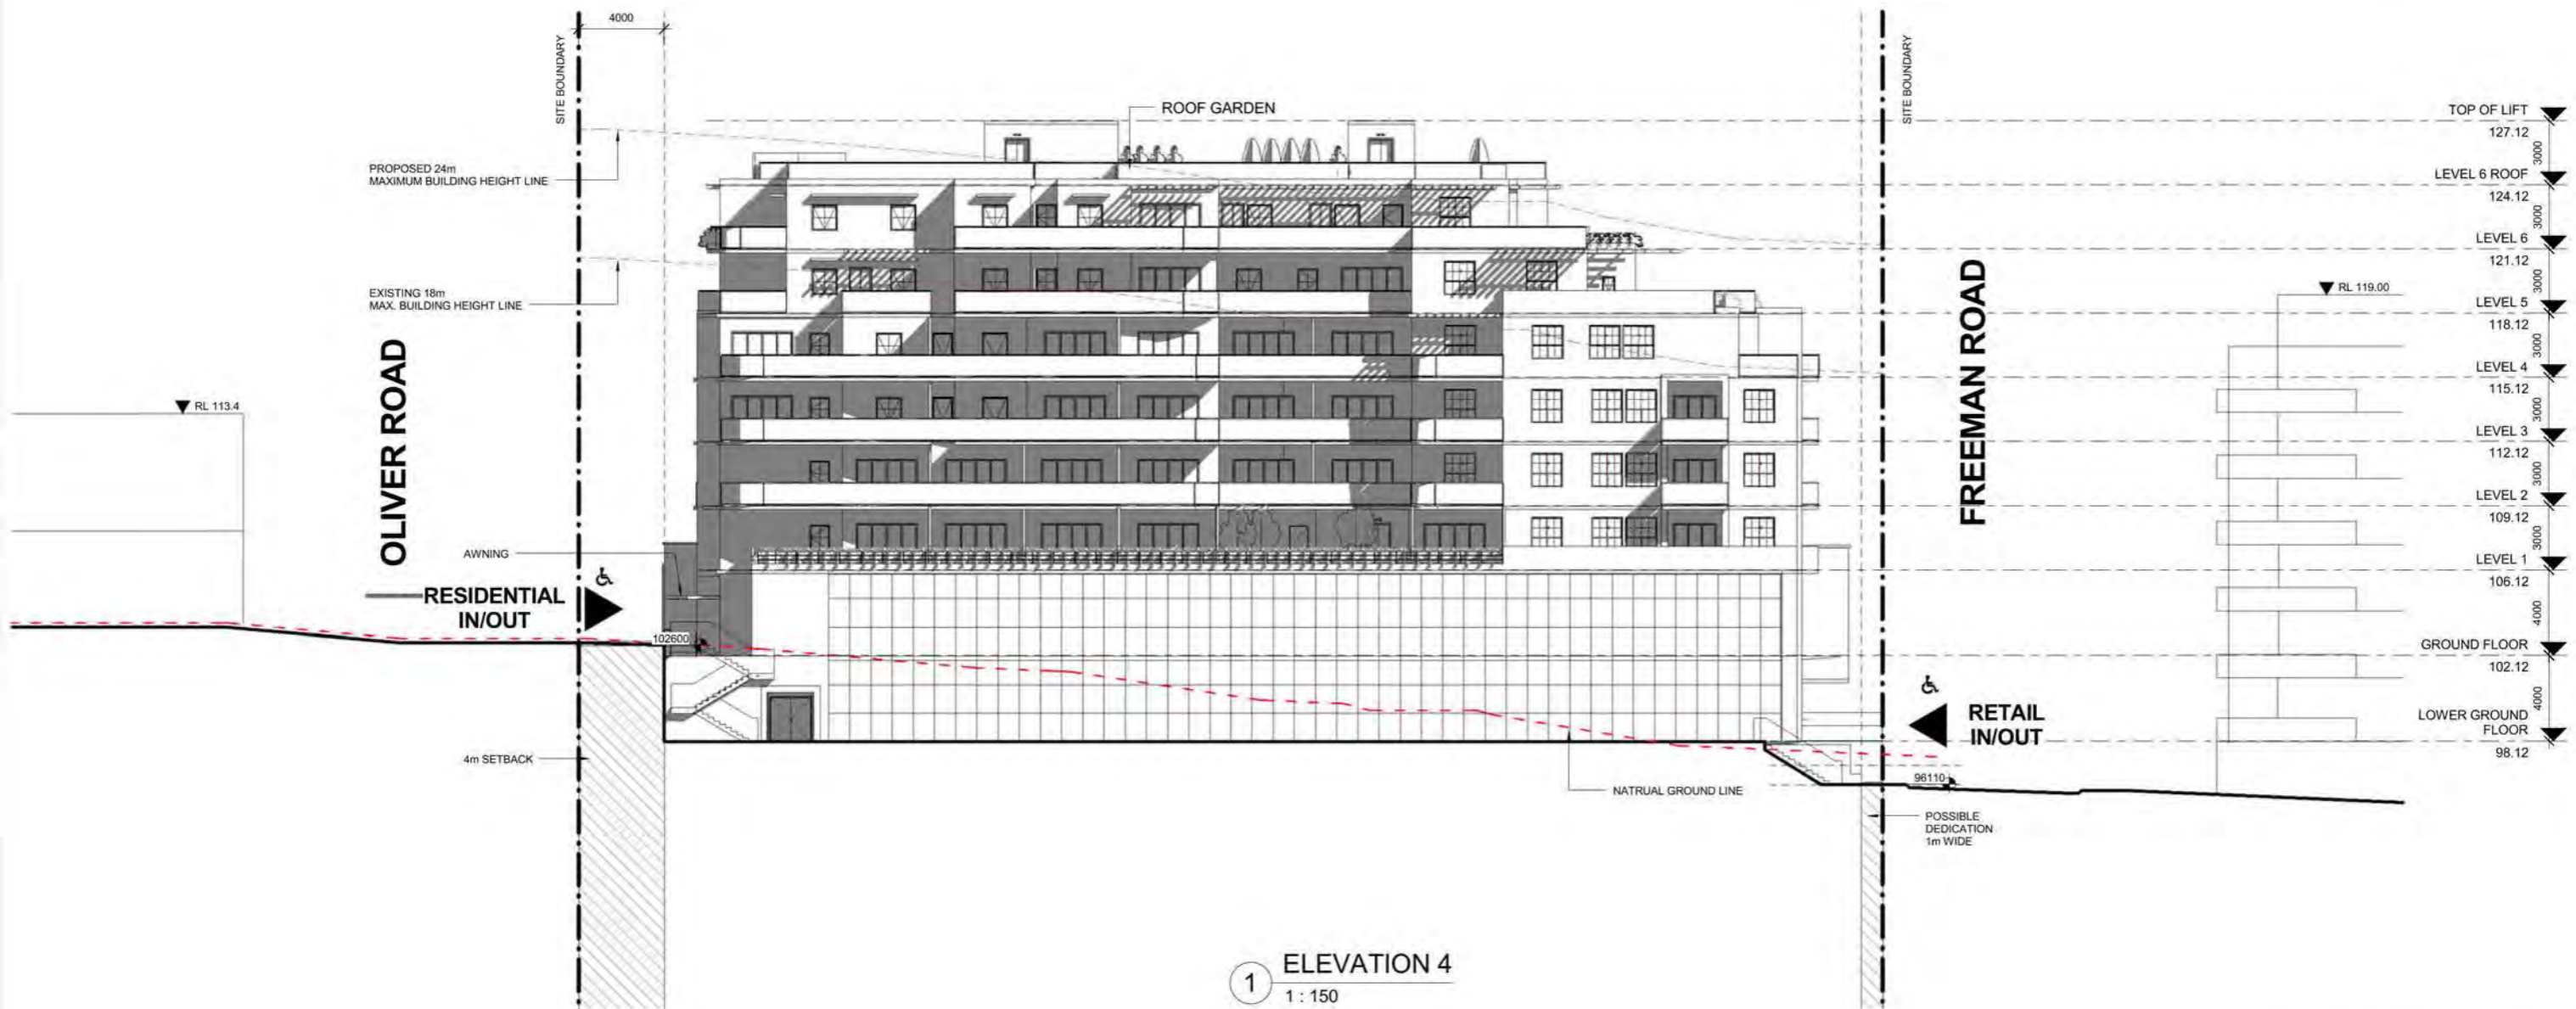 4000
SITE BOUNDARY
SITE BOUNDARY
ROOF GARDEN
PROPOSED 24m
MAXIMUM BUILDING HEIGHT LINE
EXISTING 18m
MAX. BUILDING HEIGHT LINE
OLIVER ROAD
RL 113.4
AWNING
RESIDENTIAL
IN/OUT
102600
4m SETBACK
NATRUAL GROUND LINE
FREEMAN ROAD
RL 119.00
RETAIL
IN/OUT
96110
POSSIBLE
DEDICATION
1m WIDE
TOP OF LIFT
127.12
3000
LEVEL 6 ROOF
124.12
3000
LEVEL 6
121.12
3000
LEVEL 5
118.12
3000
LEVEL 4
115.12
3000
LEVEL 3
112.12
3000
LEVEL 2
109.12
3000
LEVEL 1
106.12
4000
GROUND FLOOR
102.12
4000
LOWER GROUND
FLOOR
98.12
1
ELEVATION 4
1 : 150